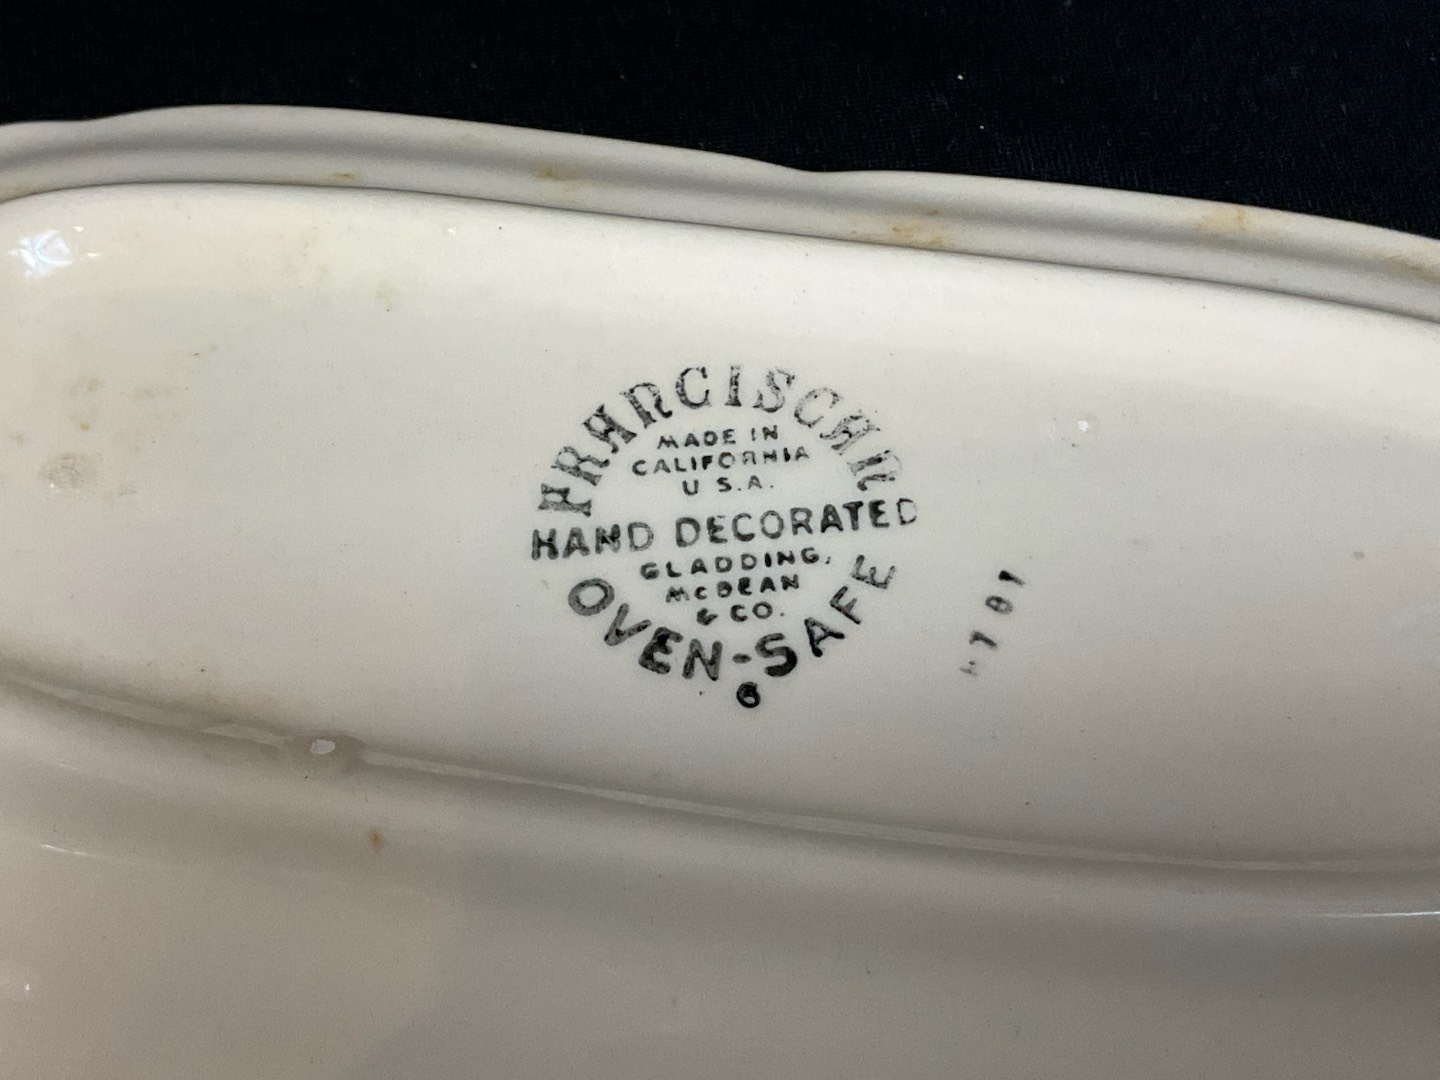 FRANCISCAN
MADE IN
CALIFORNIA
U S.A.
HAND DECORATED
GLADDING,
McBEAN
& CO.
OVEN-SAFE
6